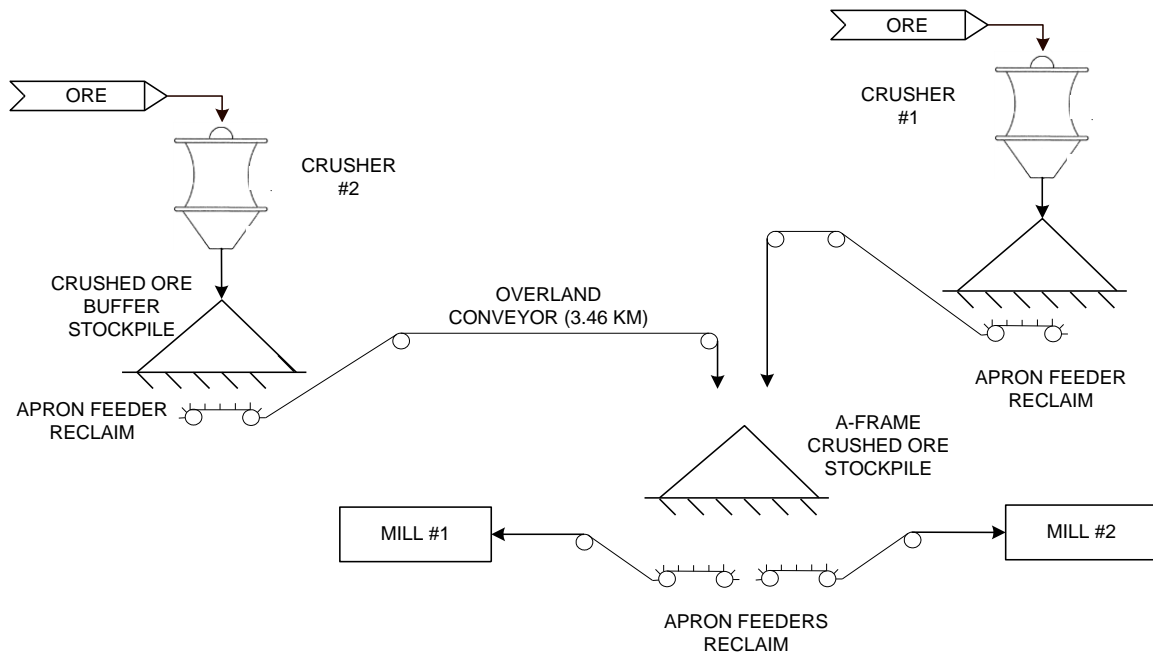 ORE
ORE
CRUSHER
#1
CRUSHER
#2
CRUSHED ORE
BUFFER
STOCKPILE
OVERLAND
CONVEYOR (3.46 KM)
APRON FEEDER
RECLAIM
APRON FEEDER
RECLAIM
A-FRAME
CRUSHED ORE
STOCKPILE
MILL #1
MILL #2
APRON FEEDERS
RECLAIM